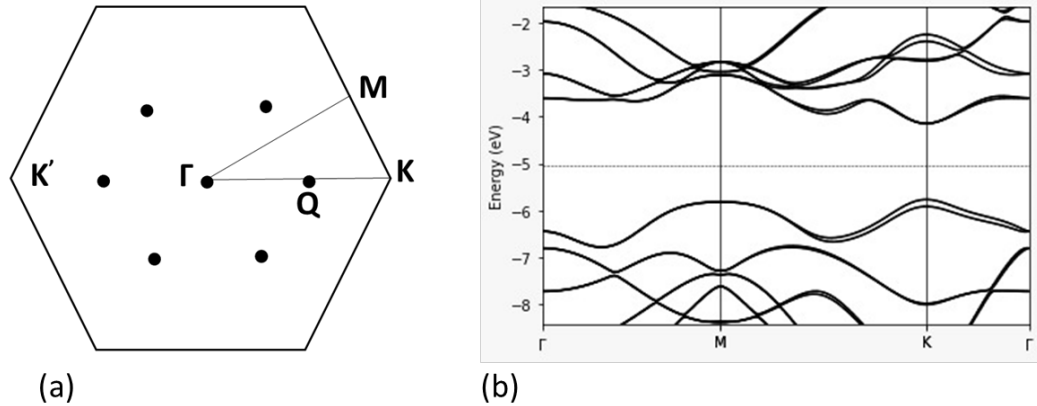 M
K′
Γ
K
Q
(a)
Energy (eV)
−2
−3
−4
−5
−6
−7
−8
Γ
M
K
Γ
(b)